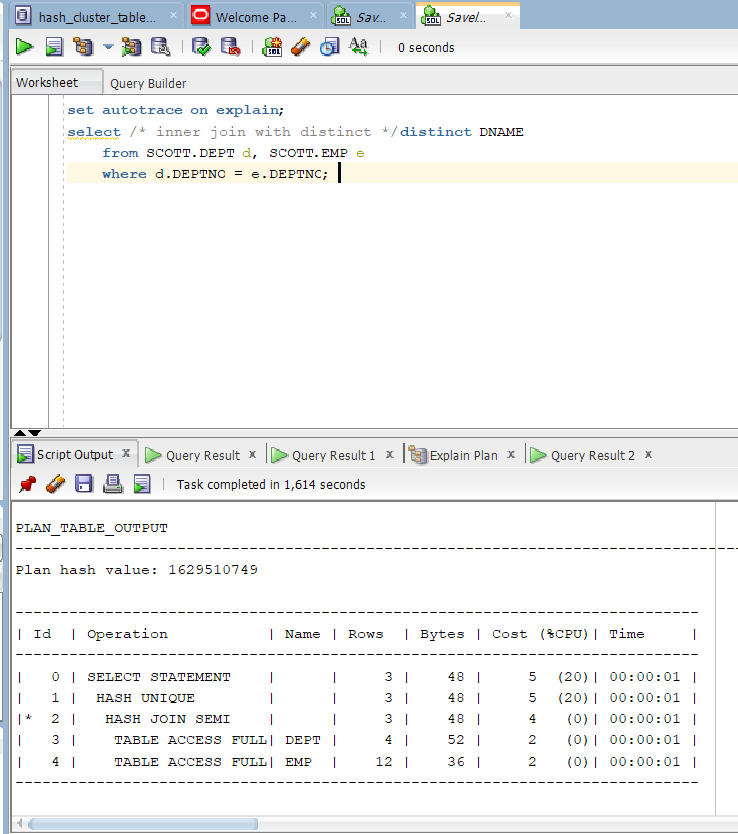 hash_cluster_table... Welcome Pa... Sav... Savel...
0 seconds
Worksheet Query Builder
set autotrace on explain;
select /* inner join with distinct */distinct DNAME
from SCOTT.DEPT d, SCOTT.EMP e
where d.DEPTNO = e.DEPTNO;
Script Output x Query Result x Query Result 1 x Explain Plan x Query Result 2 x
Task completed in 1,614 seconds
PLAN_TABLE_OUTPUT
--------------------------------------------------------------------------------
Plan hash value: 1629510749
----------------------------------------------------------------------------
| Id  | Operation           | Name | Rows  | Bytes | Cost (%CPU)| Time     |
----------------------------------------------------------------------------
|   0 | SELECT STATEMENT    |      |     3 |    48 |     5  (20)| 00:00:01 |
|   1 |  HASH UNIQUE        |      |     3 |    48 |     5  (20)| 00:00:01 |
|*  2 |   HASH JOIN SEMI    |      |     3 |    48 |     4   (0)| 00:00:01 |
|   3 |    TABLE ACCESS FULL| DEPT |     4 |    52 |     2   (0)| 00:00:01 |
|   4 |    TABLE ACCESS FULL| EMP  |    12 |    36 |     2   (0)| 00:00:01 |
----------------------------------------------------------------------------